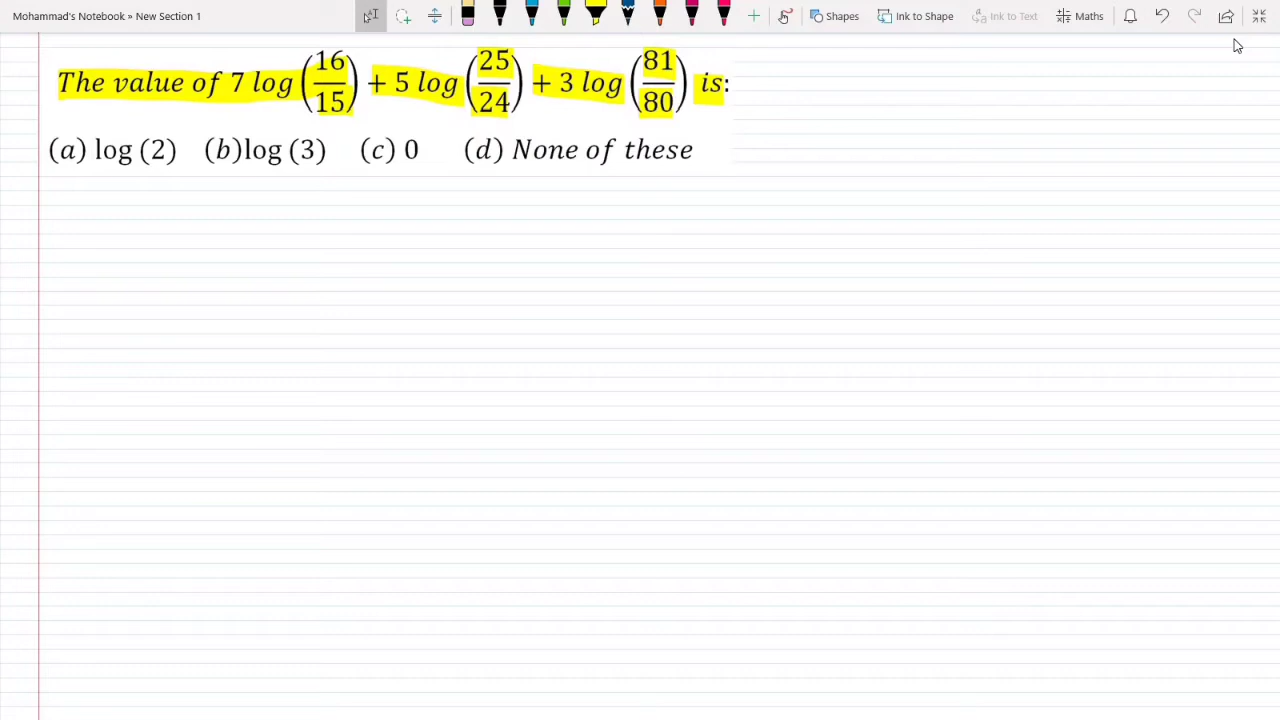 Mohammad's Notebook » New Section 1 Shapes Ink to Shape Ink to Text Maths
The value of 7 log (16/15) + 5 log (25/24) + 3 log (81/80) is:
(a) log (2) (b)log (3) (c) 0 (d) None of these